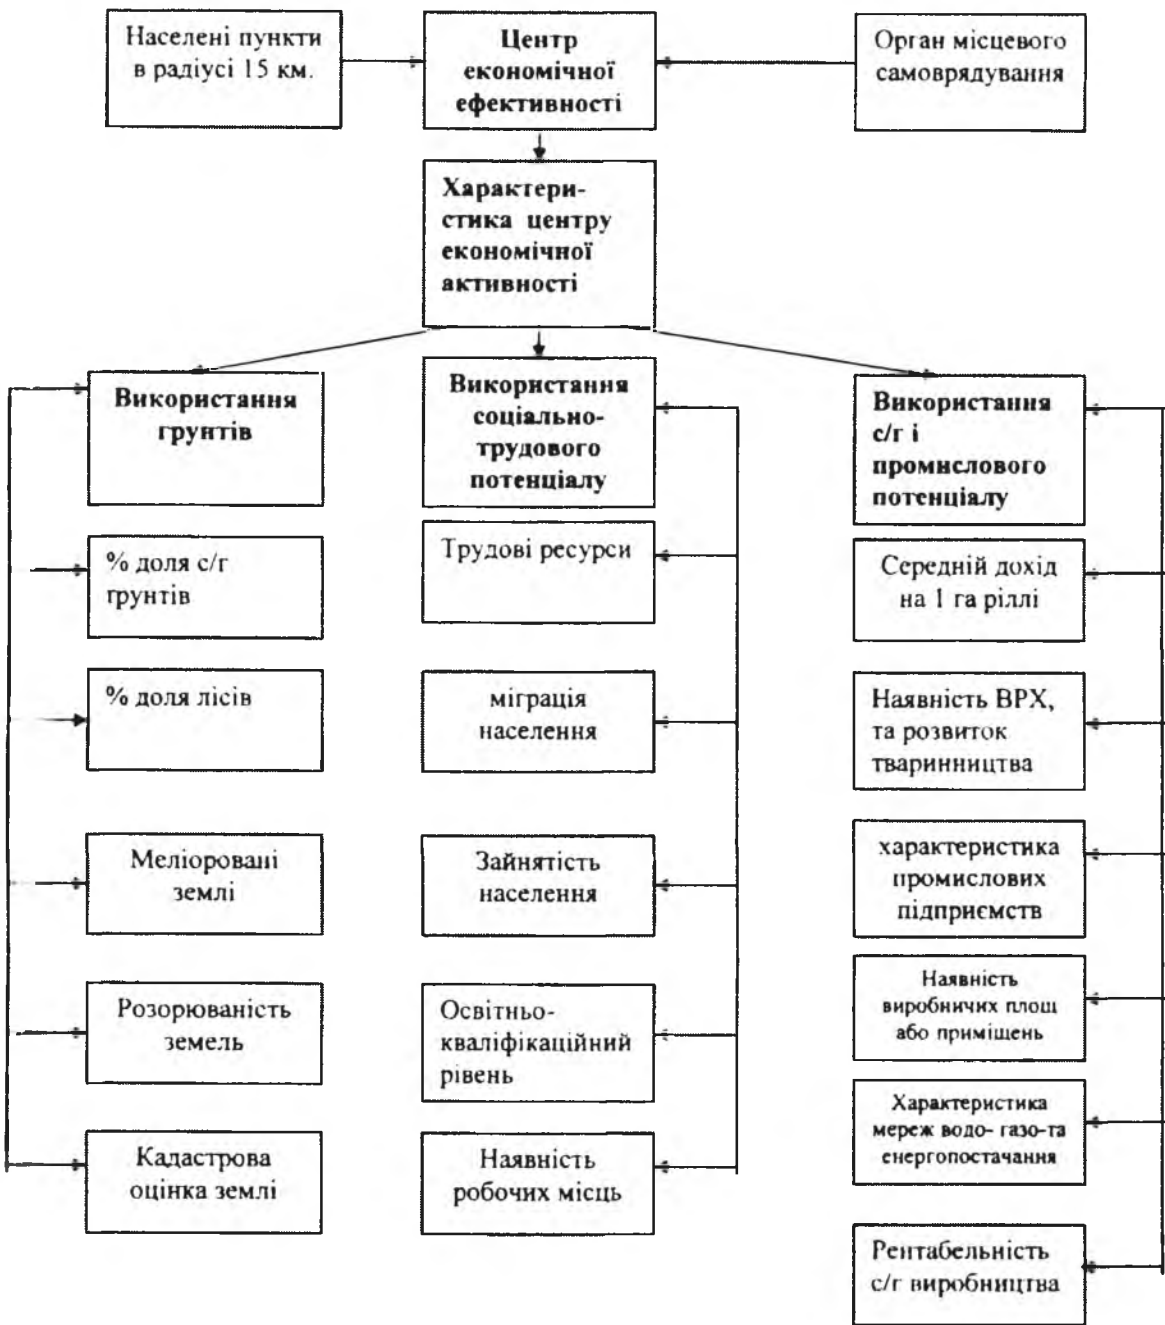 Населені пункти
в радіусі 15 км.
Центр
економічної
ефективності
Орган місцевого
самоврядування
Характери-
стика центру
економічної
активності
Використання
грунтів
% доля с/г
ґрунтів
% доля лісів
Меліоровані
землі
Розорюваність
земель
Кадастрова
оцінка землі
Використання
соціально-
трудового
потенціалу
Трудові ресурси
міграція
населення
Зайнятість
населення
Освітньо-
кваліфікаційний
рівень
Наявність
робочих місць
Використання
с/г і
промислового
потенціалу
Середній дохід
на 1 га ріллі
Наявність ВРХ,
та розвиток
тваринництва
характеристика
промислових
підприємств
Наявність
виробничих площ
або приміщень
Характеристика
мереж водо- газо-та
енергопостачання
Рентабельність
с/г виробництва